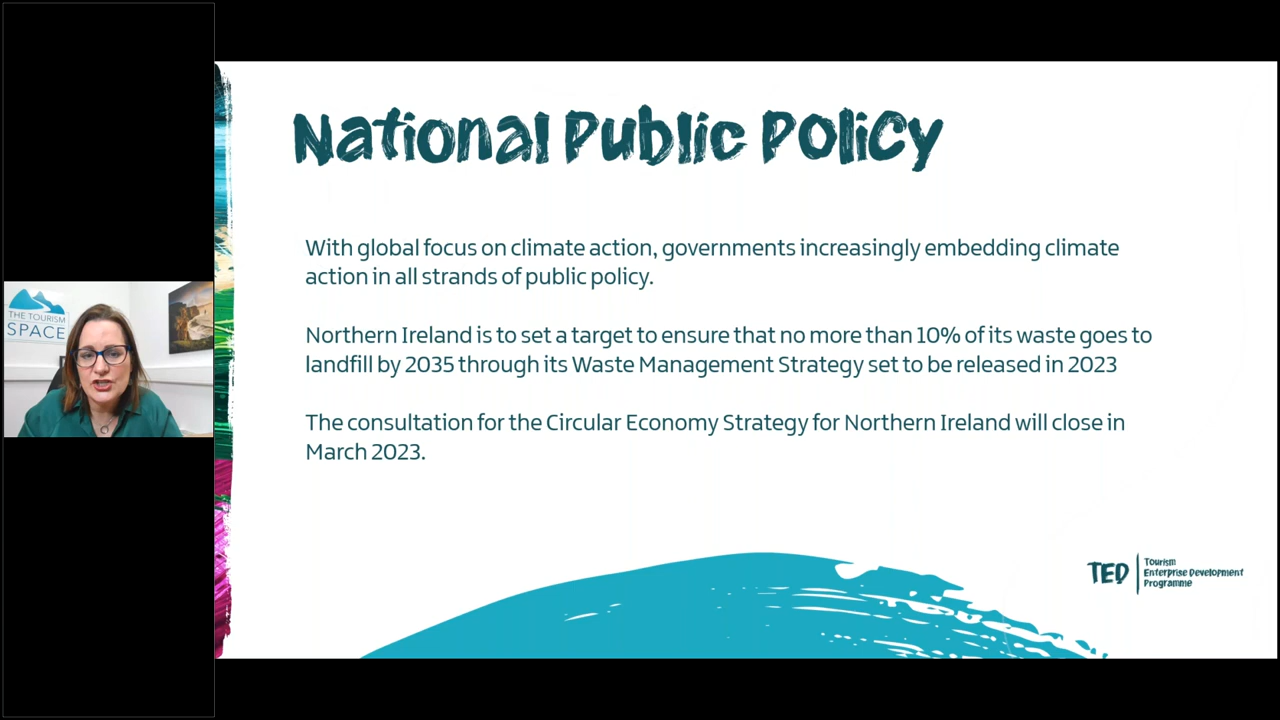 National Public Policy
With global focus on climate action, governments increasingly embedding climate
action in all strands of public policy.
Northern Ireland is to set a target to ensure that no more than 10% of its waste goes to
landfill by 2035 through its Waste Management Strategy set to be released in 2023
The consultation for the Circular Economy Strategy for Northern Ireland will close in
March 2023.
THE TOURISM
SPACE
TED
Tourism
Enterprise Development
Programme